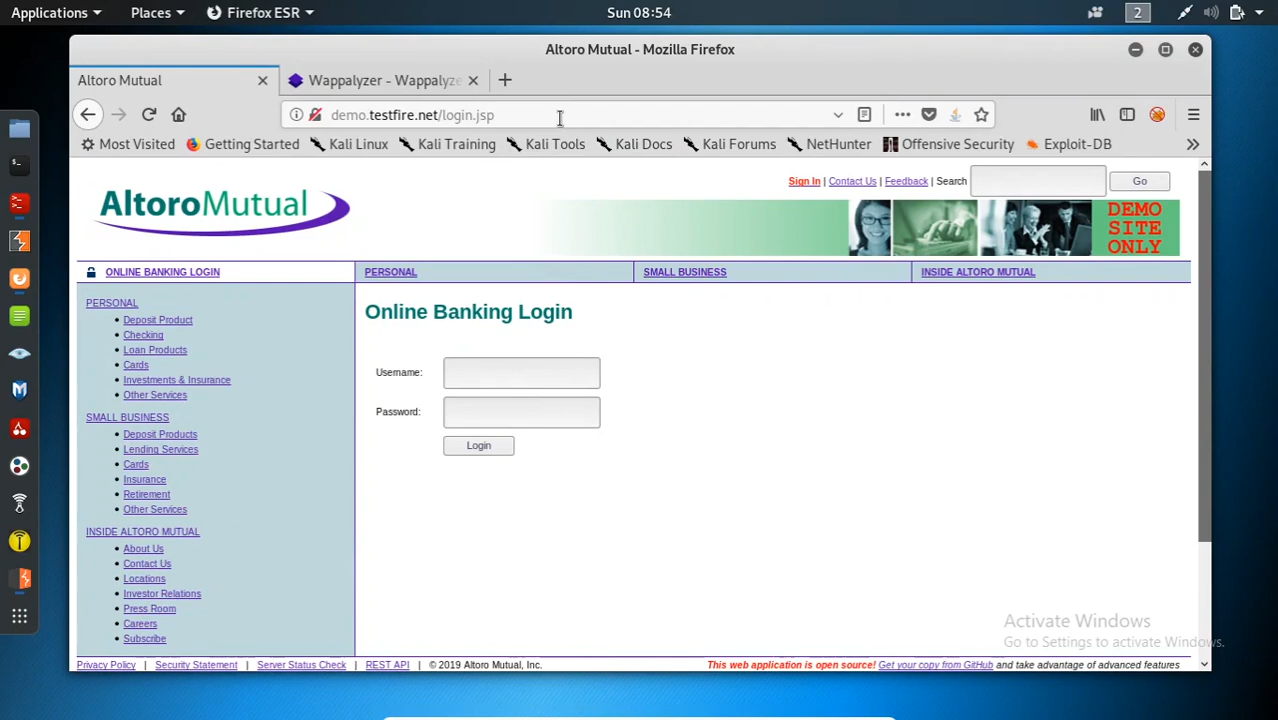 Applications Places Firefox ESR Sun 08:54 2
Altoro Mutual - Mozilla Firefox
Altoro Mutual Wappalyzer - Wappalyze
demo.testfire.net/login.jsp
Most Visited Getting Started Kali Linux Kali Training Kali Tools Kali Docs Kali Forums NetHunter Offensive Security Exploit-DB
Sign In | Contact Us | Feedback | Search Go
AltoroMutual
DEMO
SITE
ONLY
ONLINE BANKING LOGIN PERSONAL SMALL BUSINESS INSIDE ALTORO MUTUAL
PERSONAL
Deposit Product
Checking
Loan Products
Cards
Investments & Insurance
Other Services
SMALL BUSINESS
Deposit Products
Lending Services
Cards
Insurance
Retirement
Other Services
INSIDE ALTORO MUTUAL
About Us
Contact Us
Locations
Investor Relations
Press Room
Careers
Subscribe
Online Banking Login
Username:
Password:
Login
Activate Windows
Go to Settings to activate Windows.
Privacy Policy | Security Statement | Server Status Check | REST API | © 2019 Altoro Mutual, Inc. This web application is open source! Get your copy from GitHub and take advantage of advanced features